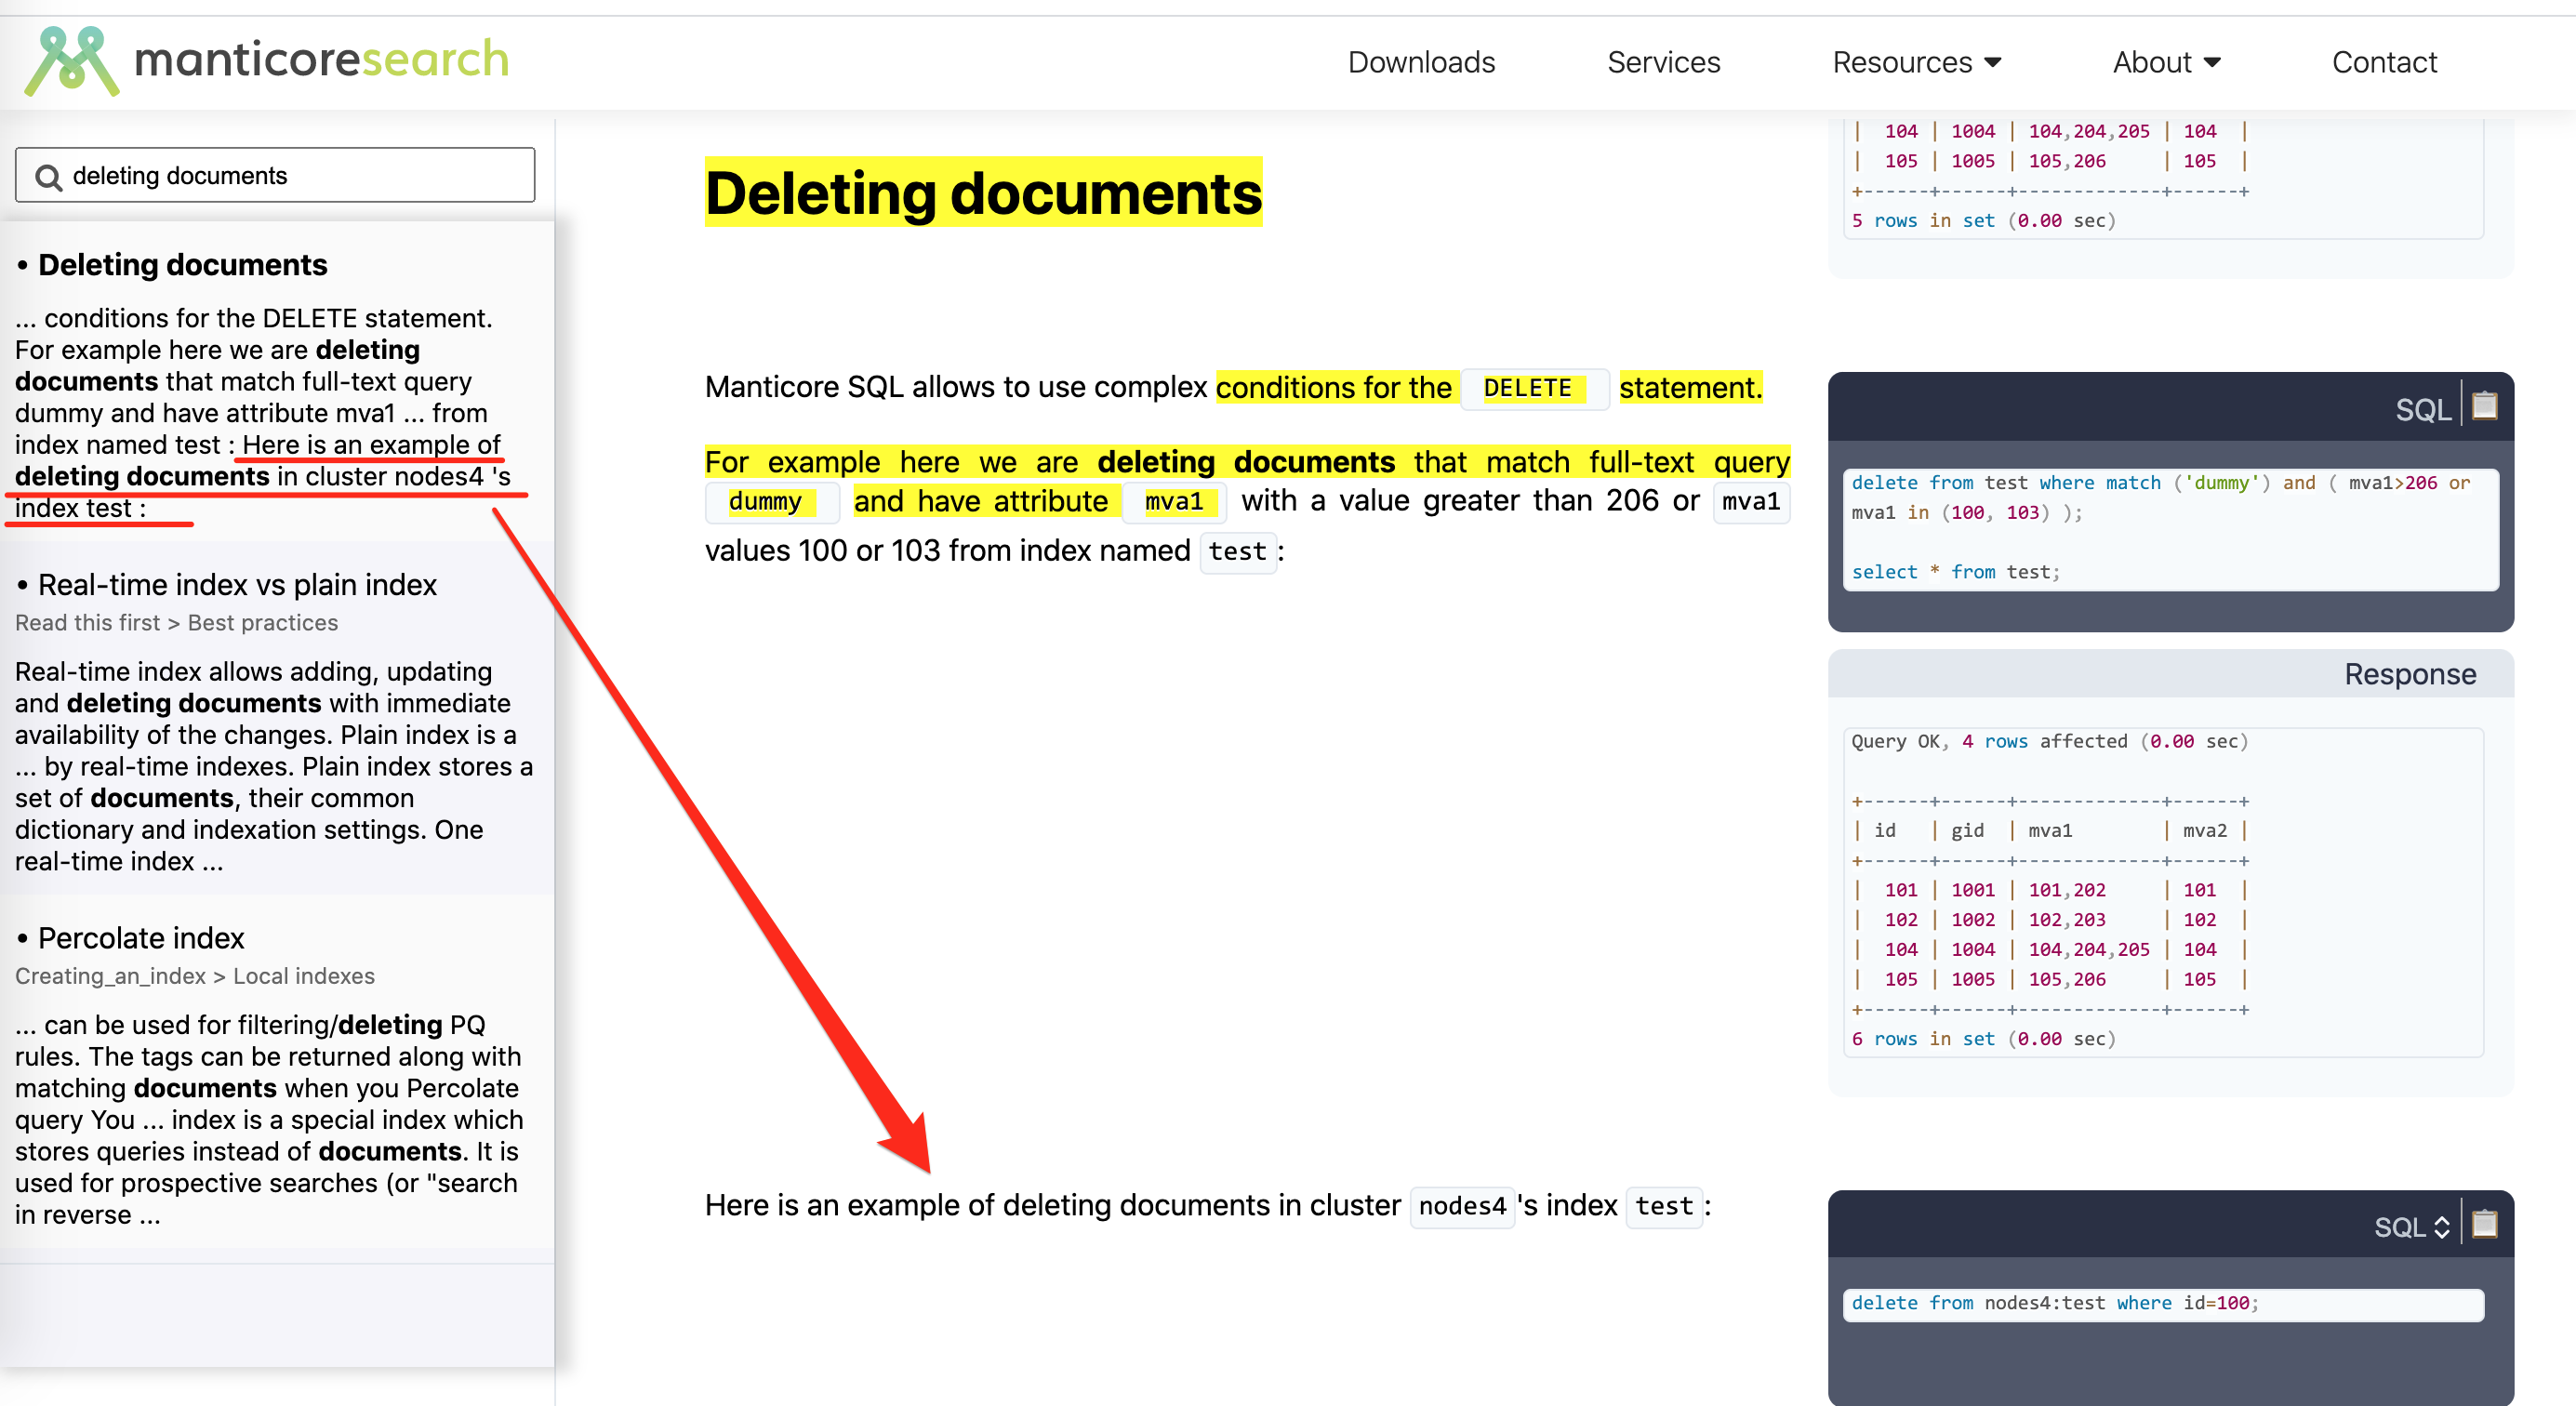 manticoresearch
Downloads
Services
Resources
About
Contact
deleting documents
• Deleting documents
... conditions for the DELETE statement.
For example here we are deleting
documents that match full-text query
dummy and have attribute mva1 ... from
index named test : Here is an example of
deleting documents in cluster nodes4 's
index test :
• Real-time index vs plain index
Read this first > Best practices
Real-time index allows adding, updating
and deleting documents with immediate
availability of the changes. Plain index is a
... by real-time indexes. Plain index stores a
set of documents, their common
dictionary and indexation settings. One
real-time index ...
• Percolate index
Creating_an_index > Local indexes
... can be used for filtering/deleting PQ
rules. The tags can be returned along with
matching documents when you Percolate
query You ... index is a special index which
stores queries instead of documents. It is
used for prospective searches (or "search
in reverse ...
Deleting documents
Manticore SQL allows to use complex conditions for the DELETE statement.
For example here we are deleting documents that match full-text query
dummy and have attribute mva1 with a value greater than 206 or mva1
values 100 or 103 from index named test:
Here is an example of deleting documents in cluster nodes4's index test:
| 104 | 1004 | 104,204,205 | 104 |
| 105 | 1005 | 105,206 | 105 |
+------+------+-------------+------+
5 rows in set (0.00 sec)
SQL
delete from test where match ('dummy') and ( mva1>206 or
mva1 in (100, 103) );
select * from test;
Response
Query OK, 4 rows affected (0.00 sec)
+------+------+-------------+------+
| id | gid | mva1 | mva2 |
+------+------+-------------+------+
| 101 | 1001 | 101,202 | 101 |
| 102 | 1002 | 102,203 | 102 |
| 104 | 1004 | 104,204,205 | 104 |
| 105 | 1005 | 105,206 | 105 |
+------+------+-------------+------+
6 rows in set (0.00 sec)
SQL
delete from nodes4:test where id=100;